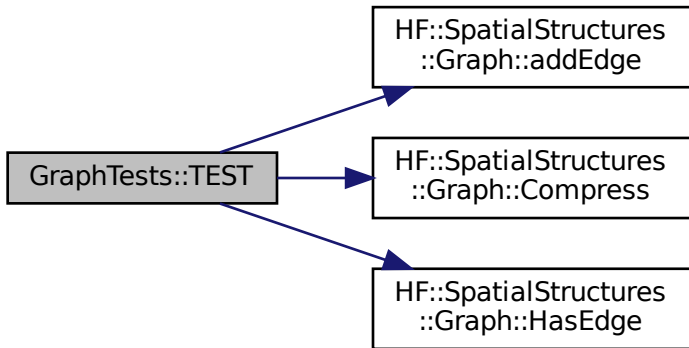 HF::SpatialStructures
::Graph::addEdge
GraphTests::TEST
HF::SpatialStructures
::Graph::Compress
HF::SpatialStructures
::Graph::HasEdge